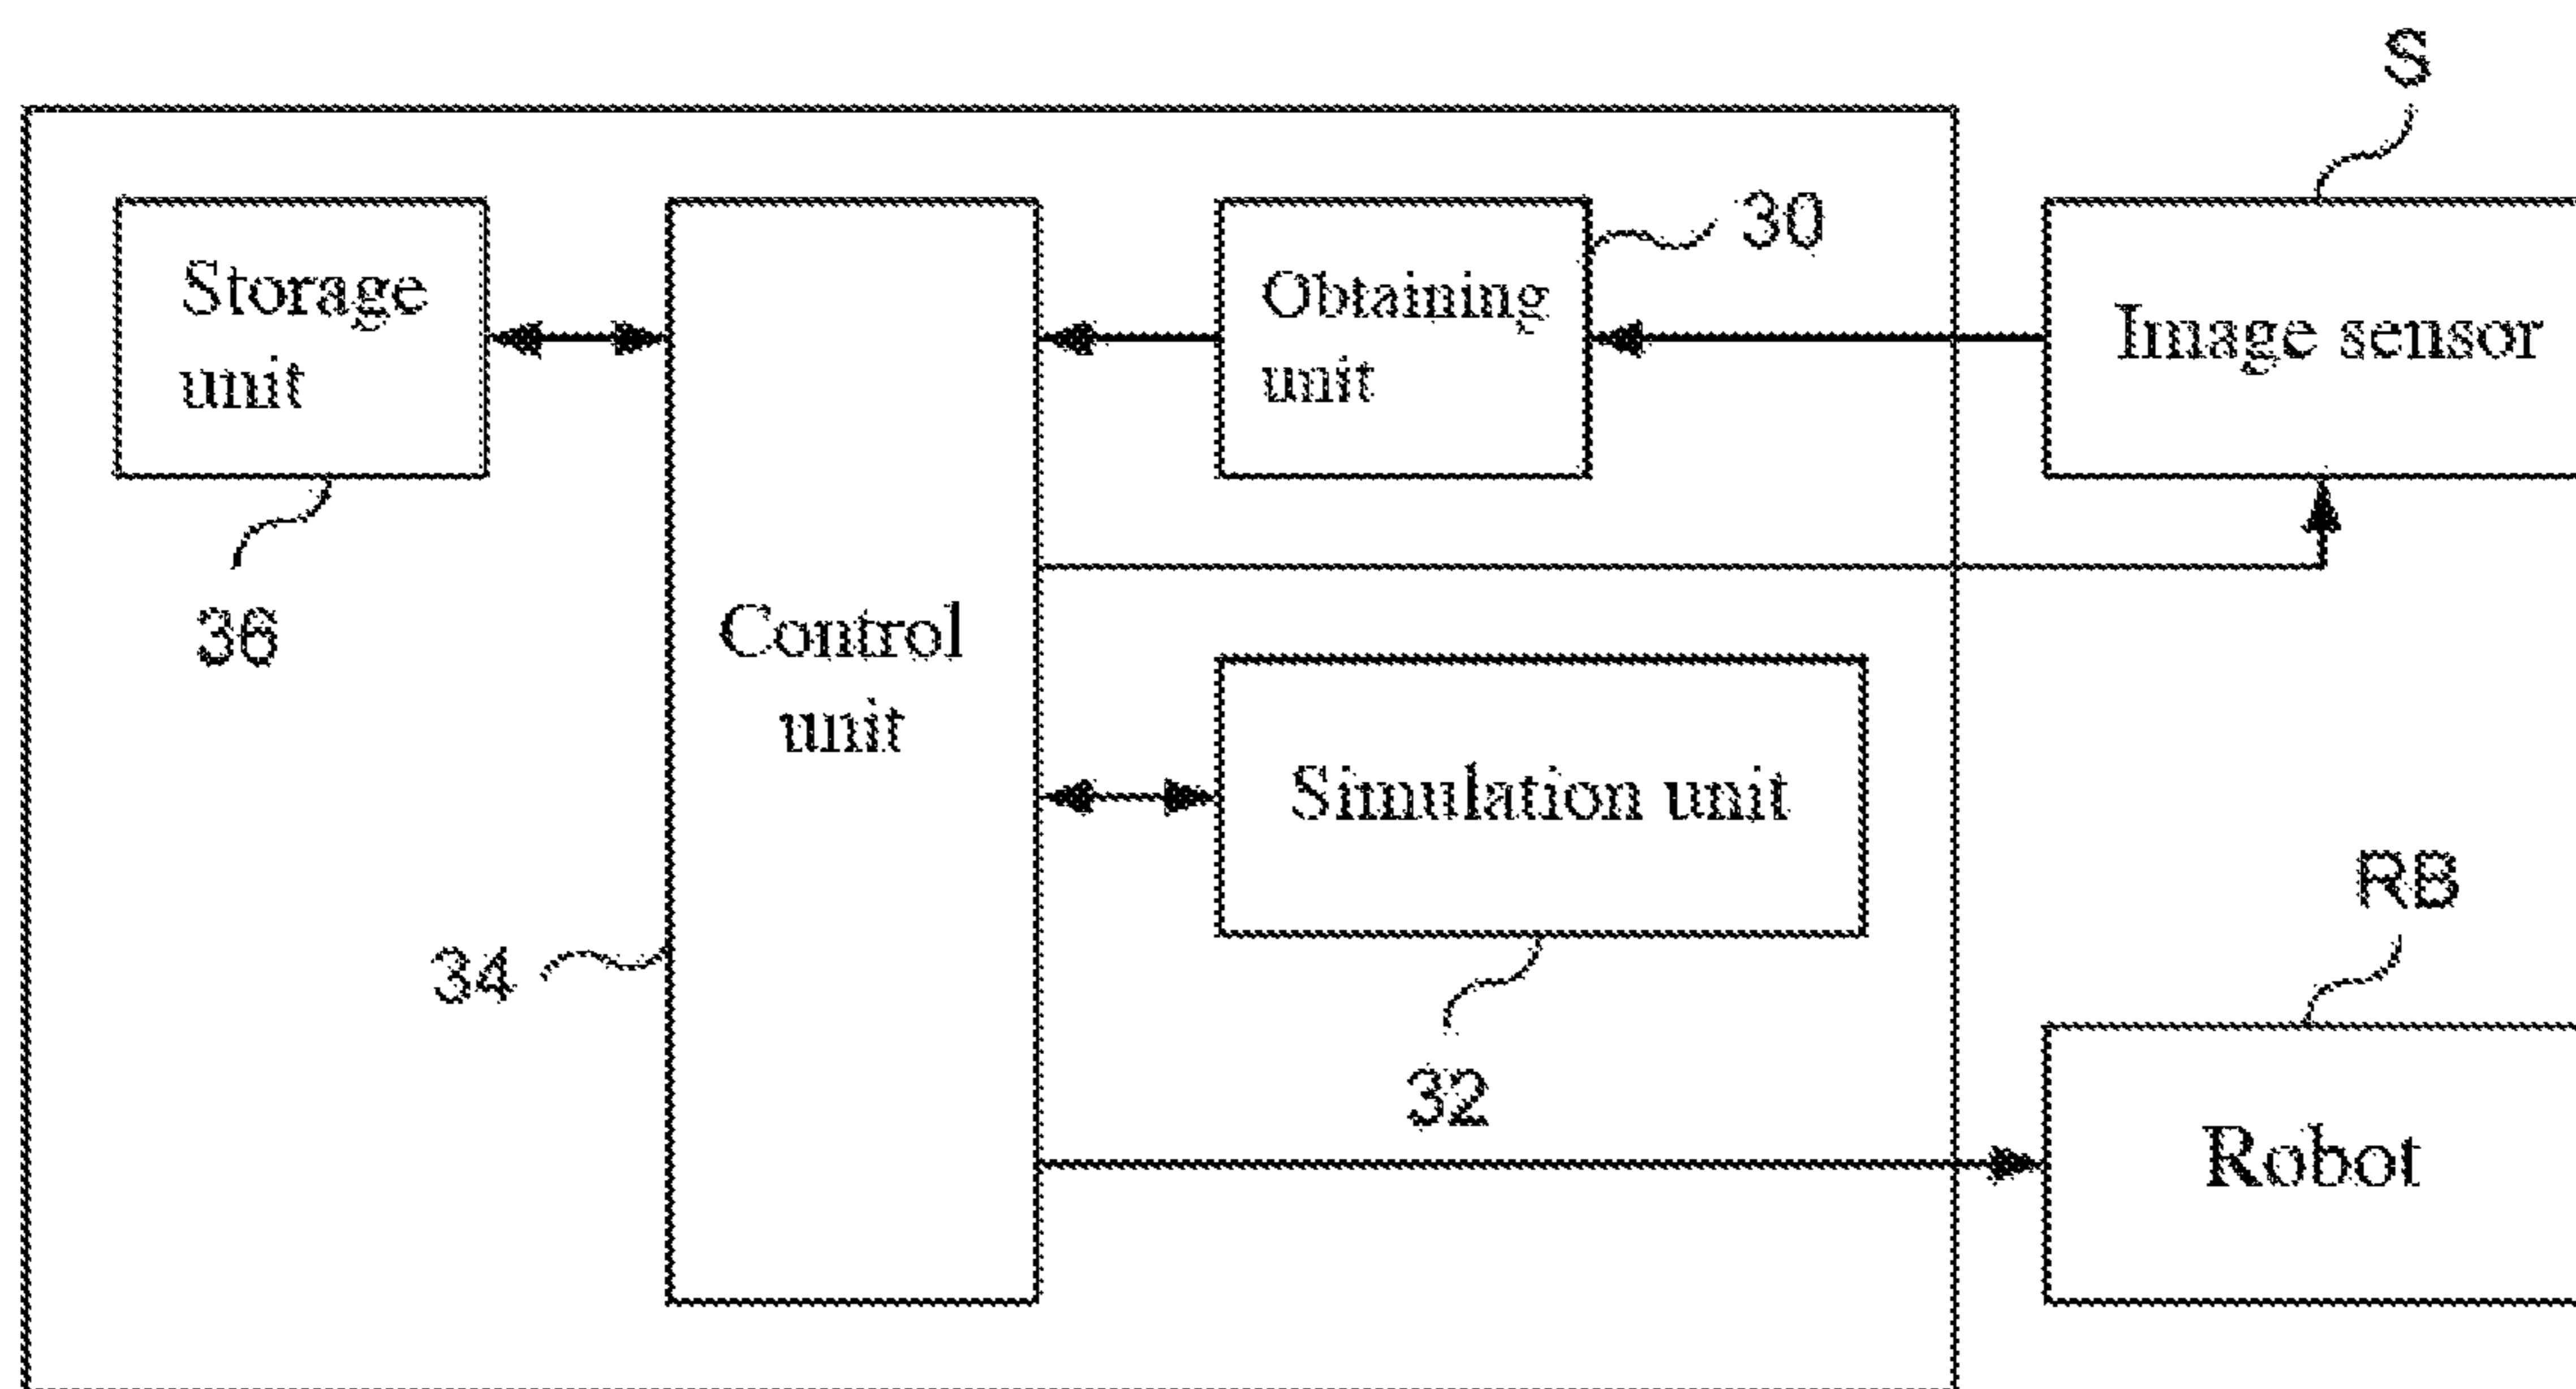 S
30
Storage
unit
Obtaining
unit
Image sensor
36
Control
unit
Simulation unit
RB
34
32
Robot